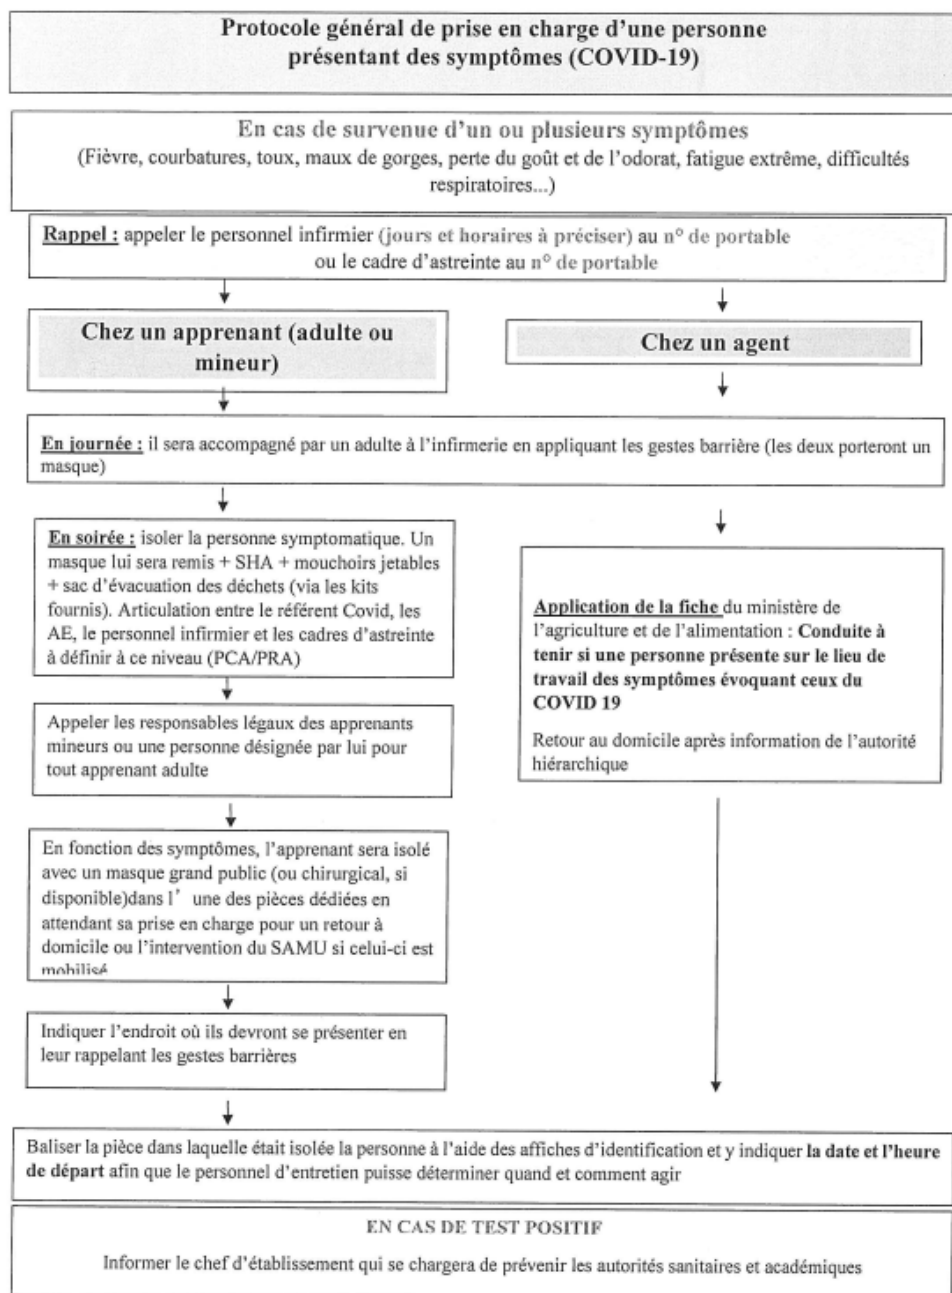 Protocole général de prise en charge d'une personne
présentant des symptômes (COVID-19)
En cas de survenue d'un ou plusieurs symptômes
(Fièvre, courbatures, toux, maux de gorges, perte du goût et de l'odorat, fatigue extrême, difficultés
respiratoires...)
Rappel : appeler le personnel infirmier (jours et horaires à préciser) au n° de portable
ou le cadre d'astreinte au n° de portable
Chez un apprenant (adulte ou
mineur)
Chez un agent
En journée : il sera accompagné par un adulte à l'infirmerie en appliquant les gestes barrière (les deux porteront un
masque)
En soirée : isoler la personne symptomatique. Un
masque lui sera remis + SHA + mouchoirs jetables
+ sac d'évacuation des déchets (via les kits
fournis). Articulation entre le référent Covid, les
AE, le personnel infirmier et les cadres d'astreinte
à définir à ce niveau (PCA/PRA)
Appeler les responsables légaux des apprenants
mineurs ou une personne désignée par lui pour
tout apprenant adulte
En fonction des symptômes, l'apprenant sera isolé
avec un masque grand public (ou chirurgical, si
disponible)dans l' une des pièces dédiées en
attendant sa prise en charge pour un retour à
domicile ou l'intervention du SAMU si celui-ci est
mobilisé
Indiquer l'endroit où ils devront se présenter en
leur rappelant les gestes barrières
Application de la fiche du ministère de
l'agriculture et de l'alimentation : Conduite à
tenir si une personne présente sur le lieu de
travail des symptômes évoquant ceux du
COVID 19
Retour au domicile après information de l'autorité
hiérarchique
Baliser la pièce dans laquelle était isolée la personne à l'aide des affiches d'identification et y indiquer la date et l'heure
de départ afin que le personnel d'entretien puisse déterminer quand et comment agir
EN CAS DE TEST POSITIF
Informer le chef d'établissement qui se chargera de prévenir les autorités sanitaires et académiques